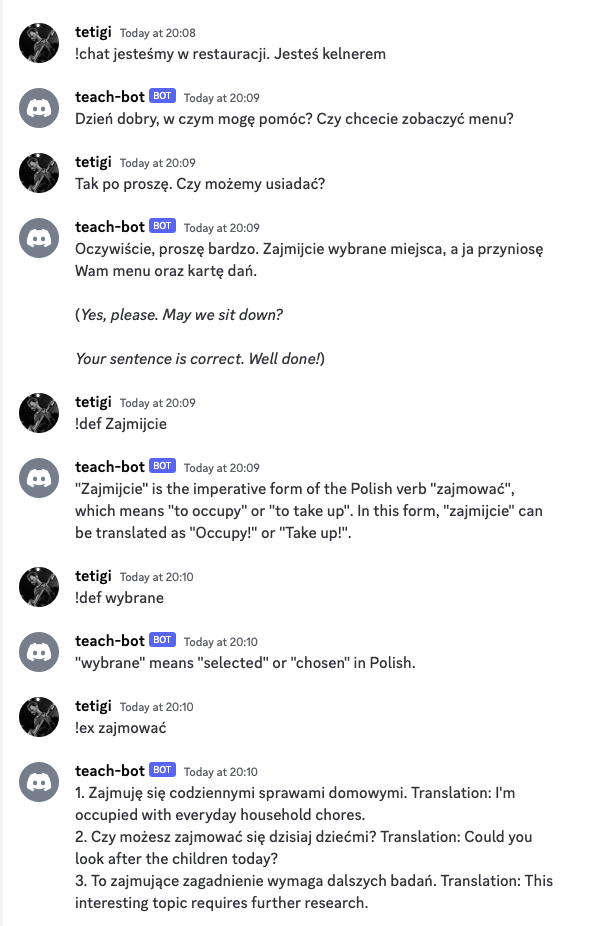 tetigi Today at 20:08
!chat jesteśmy w restauracji. Jesteś kelnerem
teach-bot BOT Today at 20:09
Dzień dobry, w czym mogę pomóc? Czy chcecie zobaczyć menu?
tetigi Today at 20:09
Tak po proszę. Czy możemy usiadać?
teach-bot BOT Today at 20:09
Oczywiście, proszę bardzo. Zajmijcie wybrane miejsca, a ja przyniosę
Wam menu oraz kartę dań.
(Yes, please. May we sit down?
Your sentence is correct. Well done!)
tetigi Today at 20:09
!def Zajmijcie
teach-bot BOT Today at 20:09
"Zajmijcie" is the imperative form of the Polish verb "zajmować",
which means "to occupy" or "to take up". In this form, "zajmijcie" can
be translated as "Occupy!" or "Take up!".
tetigi Today at 20:10
!def wybrane
teach-bot BOT Today at 20:10
"wybrane" means "selected" or "chosen" in Polish.
tetigi Today at 20:10
!ex zajmować
teach-bot BOT Today at 20:10
1. Zajmuję się codziennymi sprawami domowymi. Translation: I'm
occupied with everyday household chores.
2. Czy możesz zajmować się dzisiaj dziećmi? Translation: Could you
look after the children today?
3. To zajmujące zagadnienie wymaga dalszych badań. Translation: This
interesting topic requires further research.